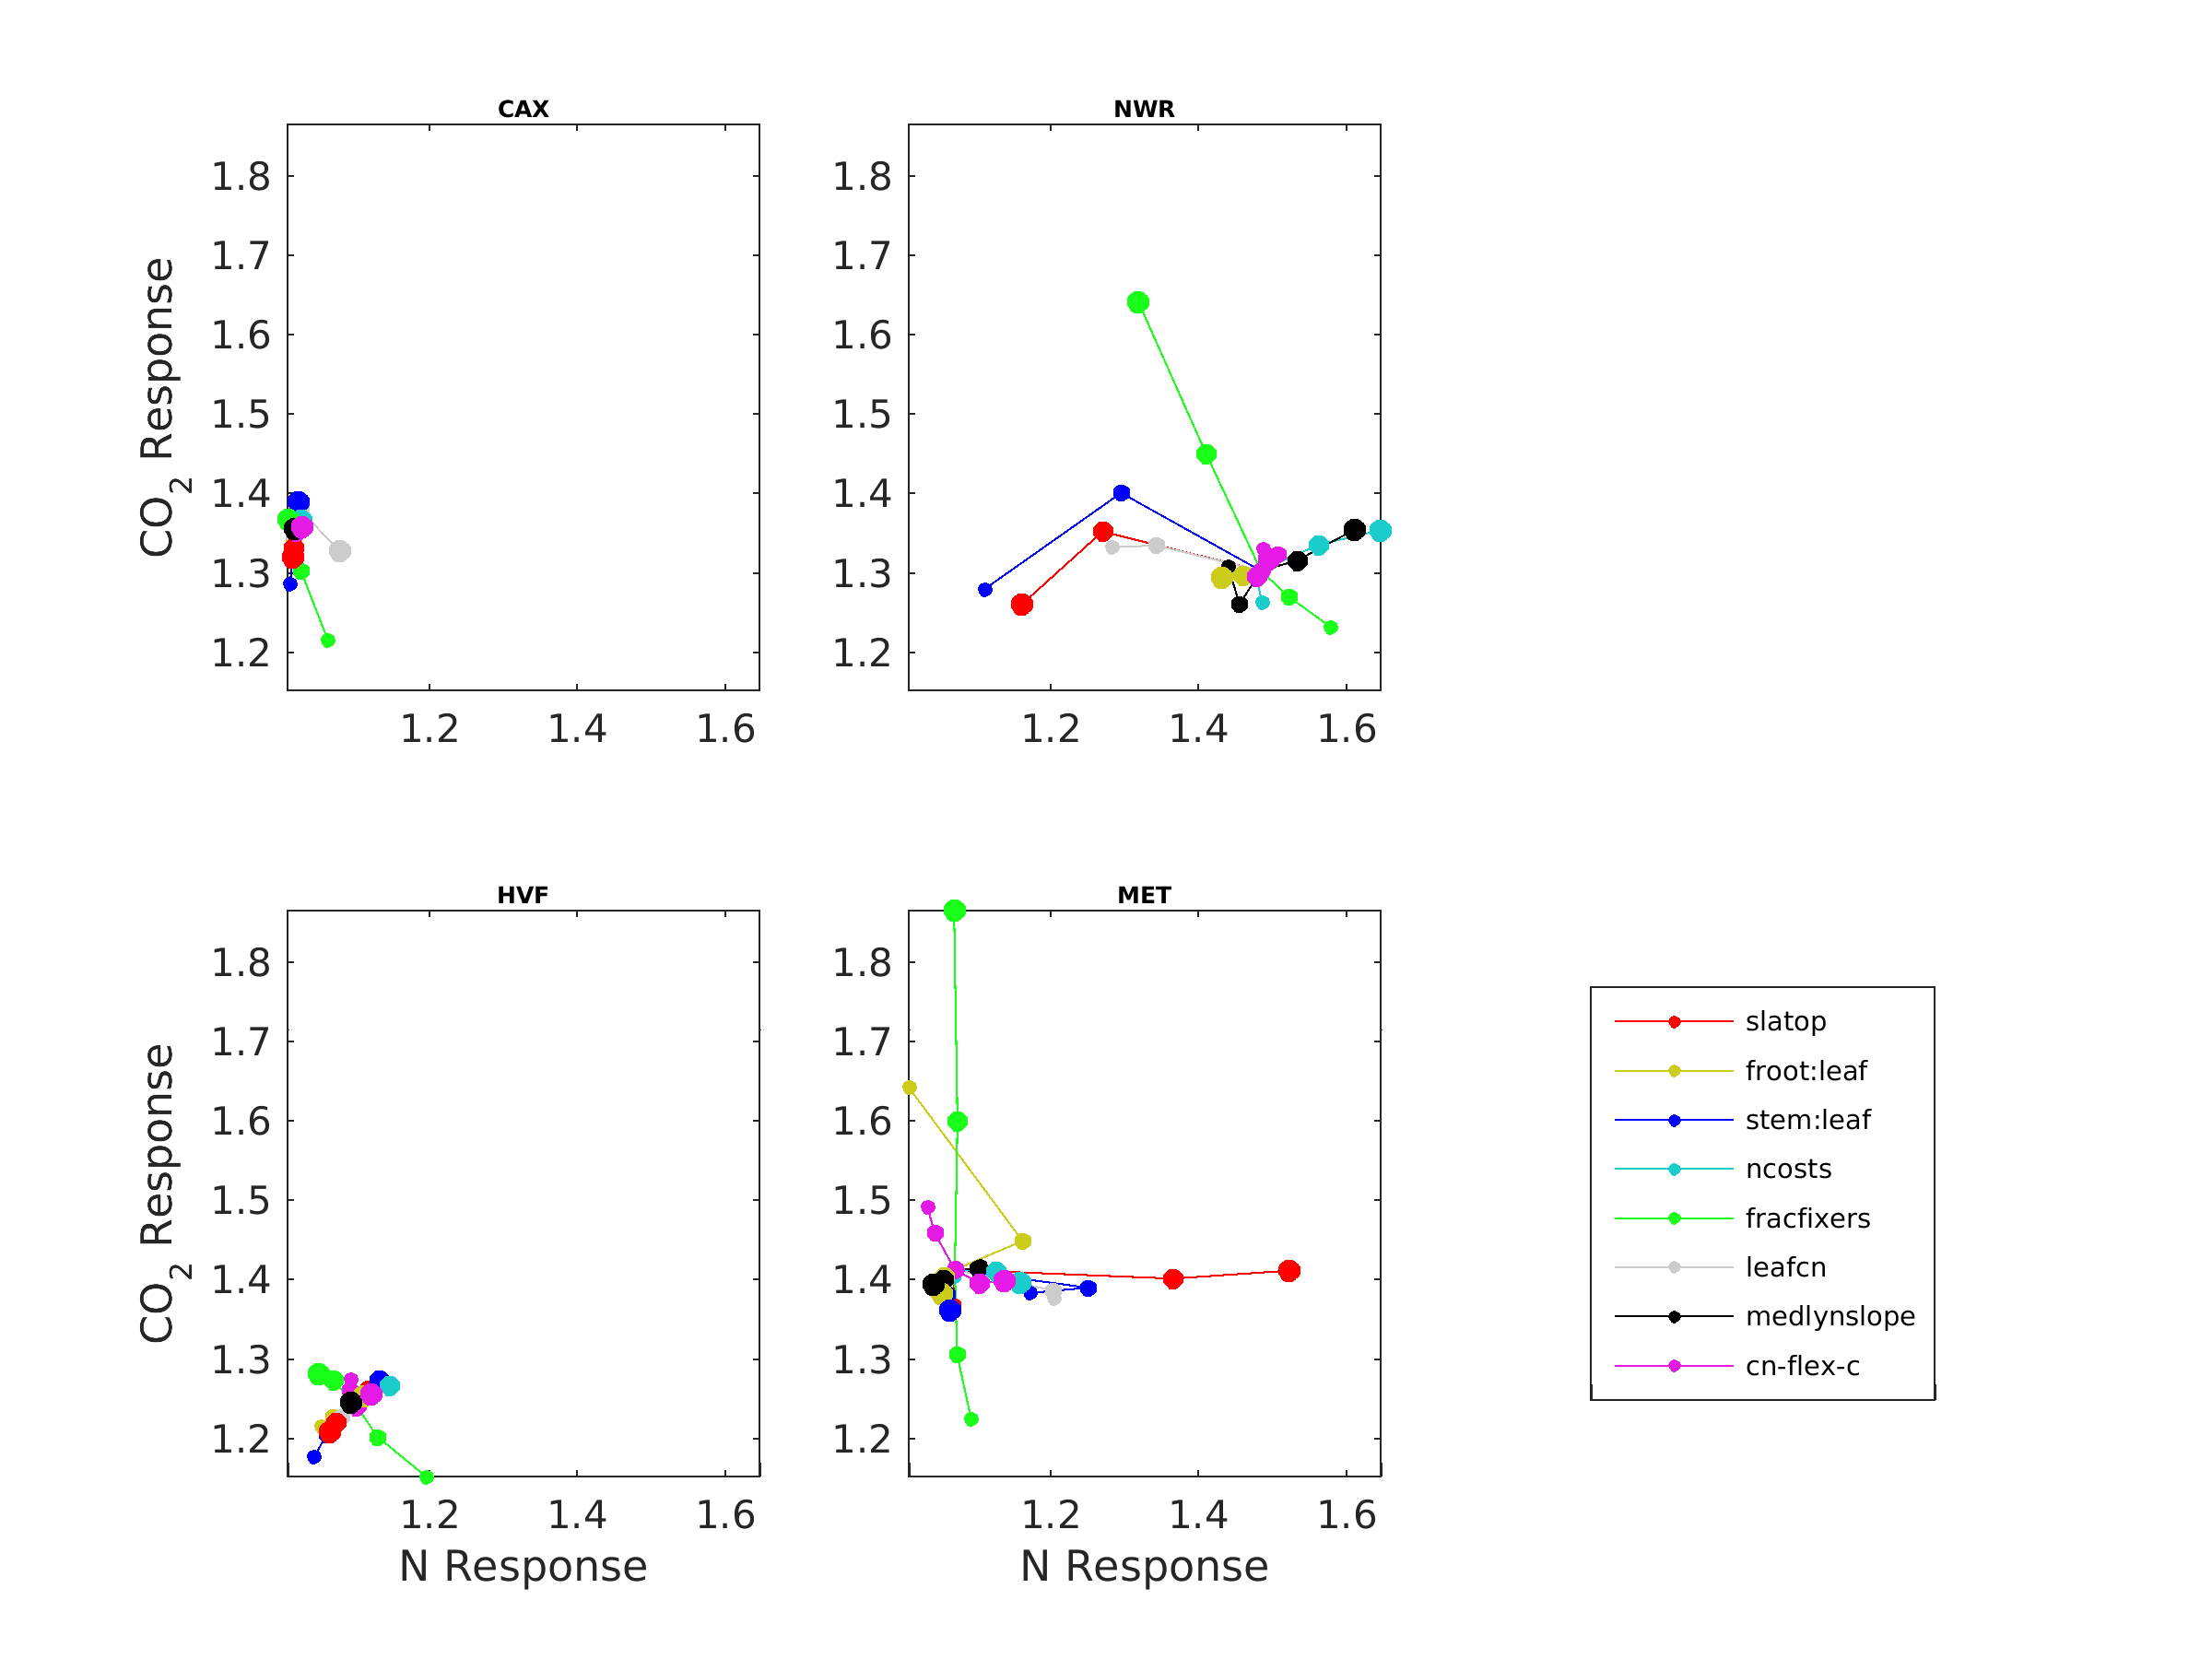 CAX
NWR
1.8
1.7
1.6
1.5
1.4
1.3
1.2
CO2 Response
1.2 1.4 1.6
1.8
1.7
1.6
1.5
1.4
1.3
1.2
1.2 1.4 1.6
HVF
MET
1.8
1.7
1.6
1.5
1.4
1.3
1.2
CO2 Response
1.2 1.4 1.6
N Response
1.8
1.7
1.6
1.5
1.4
1.3
1.2
1.2 1.4 1.6
N Response
slatop
froot:leaf
stem:leaf
ncosts
fracfixers
leafcn
medlynslope
cn-flex-c